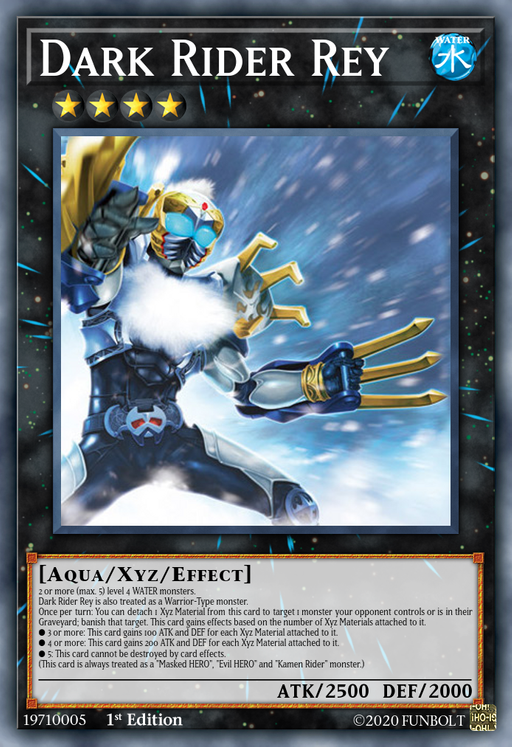 DARK RIDER REY
WATER
水
[AQUA/XYZ/EFFECT]
2 or more (max. 5) level 4 WATER monsters.
Dark Rider Rey is also treated as a Warrior-Type monster.
Once per turn: You can detach 1 Xyz Material from this card to target 1 monster your opponent controls or is in their
Graveyard; banish that target. This card gains effects based on the number of Xyz Materials attached to it.
● 3 or more: This card gains 100 ATK and DEF for each Xyz Material attached to it.
● 4 or more: This card gains 200 ATK and DEF for each Xyz Material attached to it.
● 5: This card cannot be destroyed by card effects.
(This card is always treated as a "Masked HERO", "Evil HERO" and "Kamen Rider" monster.)
ATK/2500 DEF/2000
19710005 1st Edition ©2020 FUNBOLT